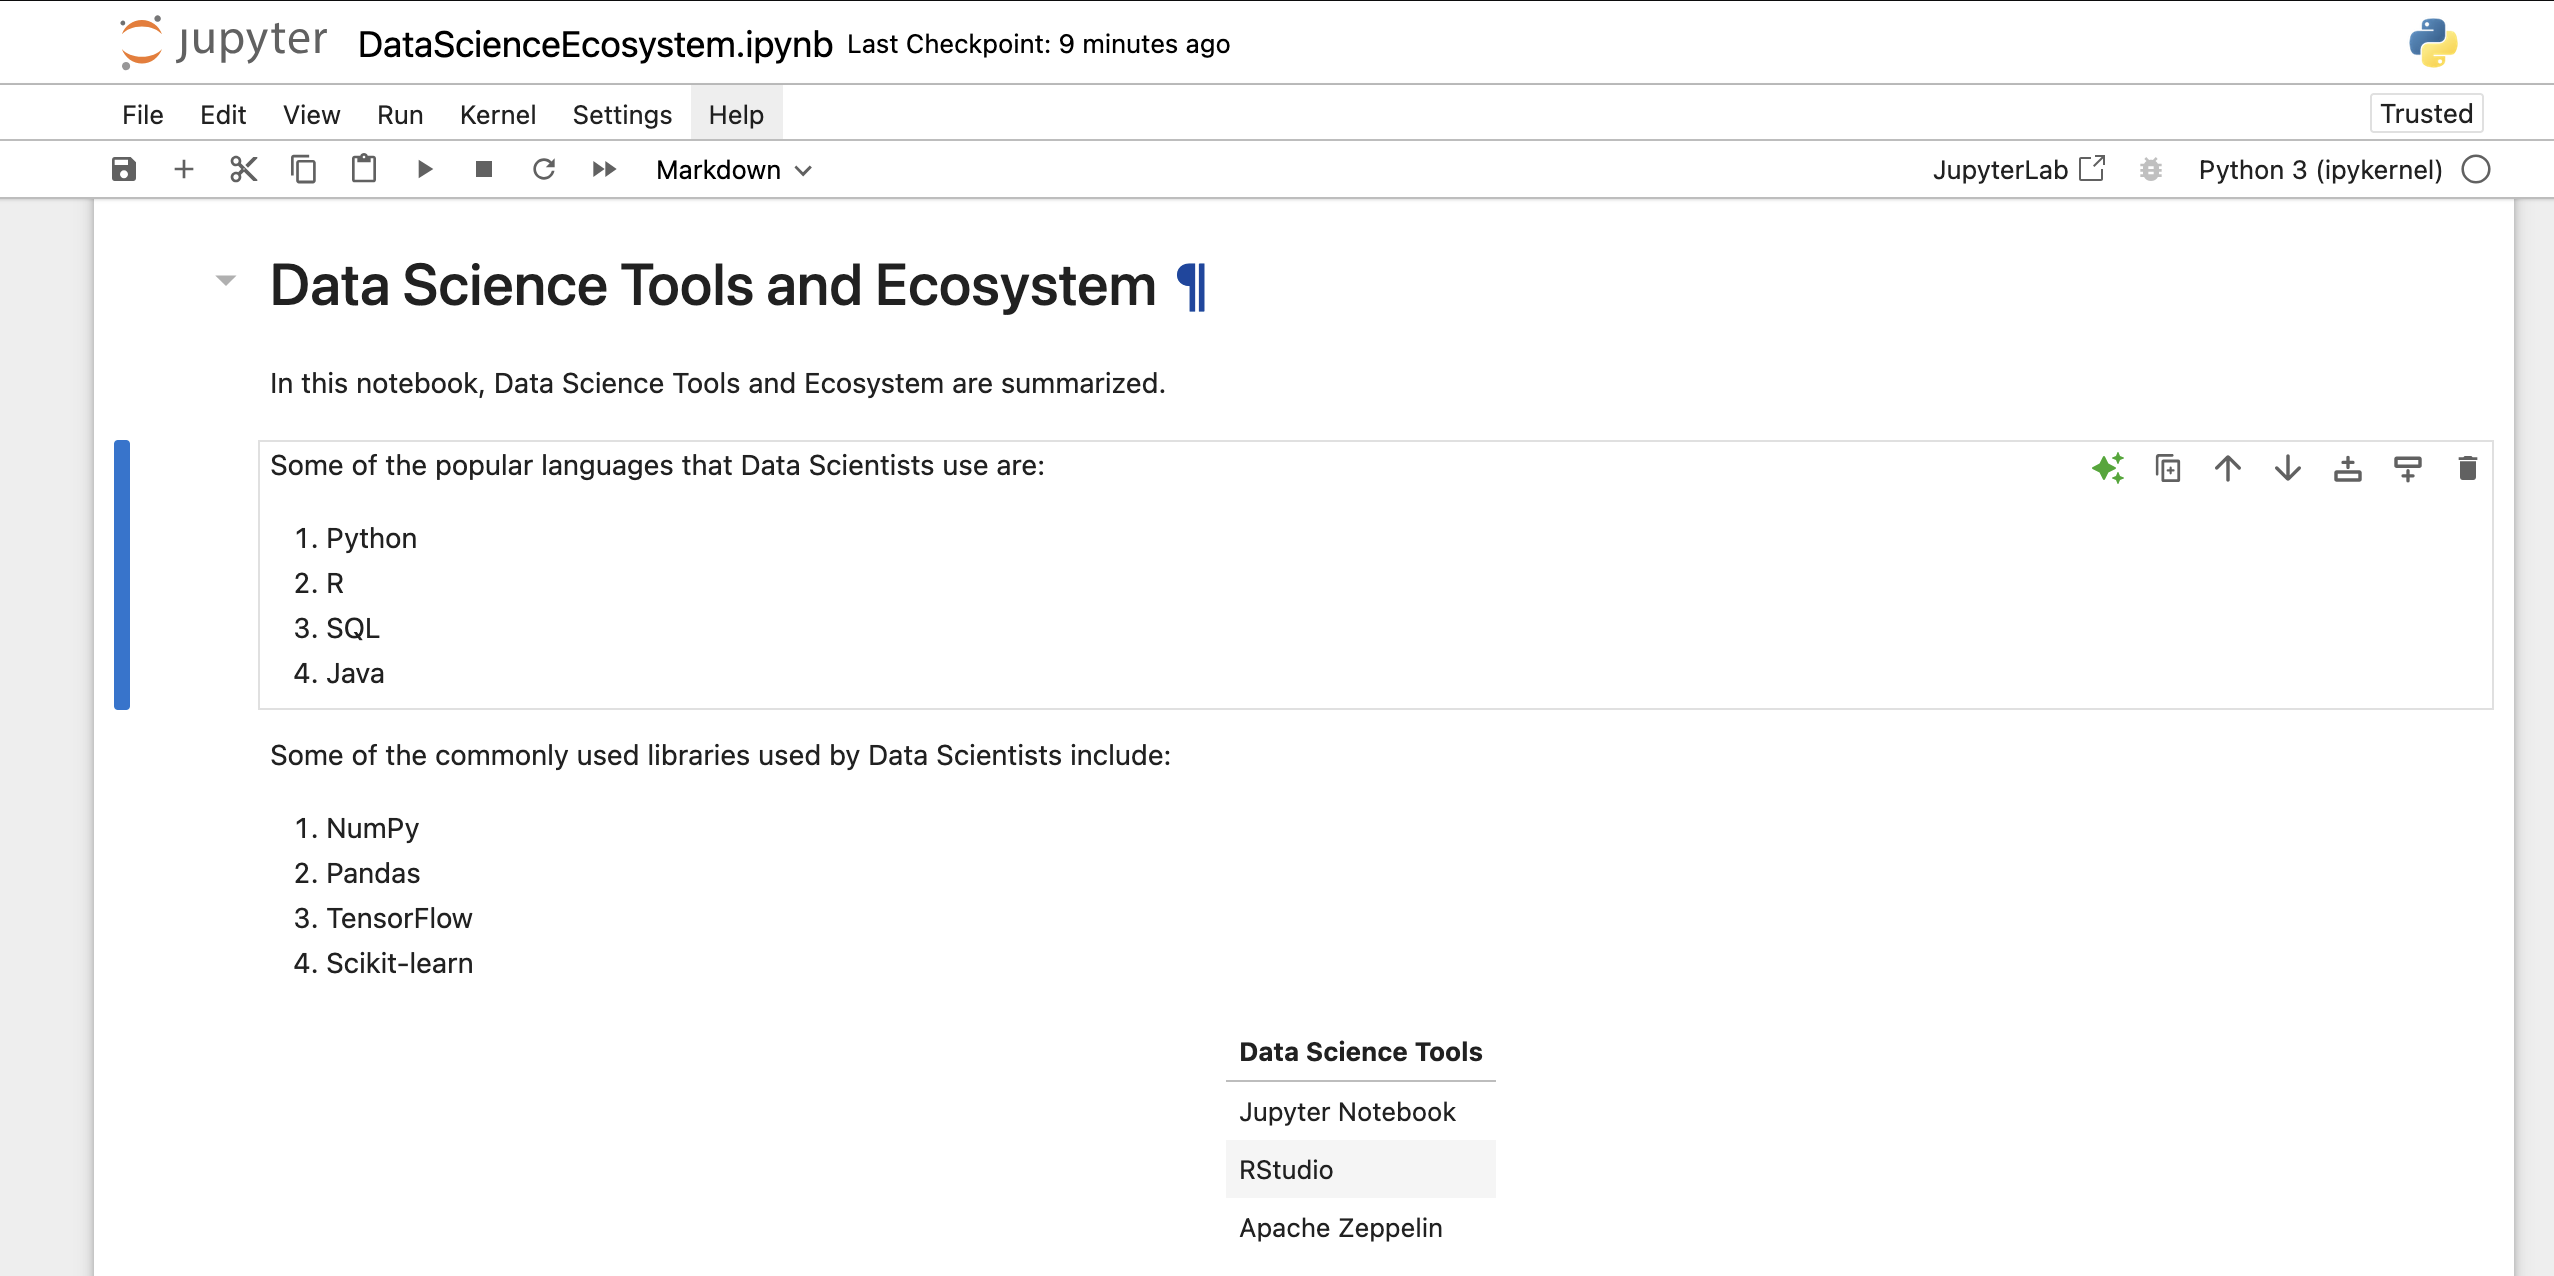 jupyter DataScienceEcosystem.ipynb Last Checkpoint: 9 minutes ago
File Edit View Run Kernel Settings Help Trusted
Markdown JupyterLab Python 3 (ipykernel)
Data Science Tools and Ecosystem ¶
In this notebook, Data Science Tools and Ecosystem are summarized.
Some of the popular languages that Data Scientists use are:
1. Python
2. R
3. SQL
4. Java
Some of the commonly used libraries used by Data Scientists include:
1. NumPy
2. Pandas
3. TensorFlow
4. Scikit-learn
Data Science Tools
Jupyter Notebook
RStudio
Apache Zeppelin